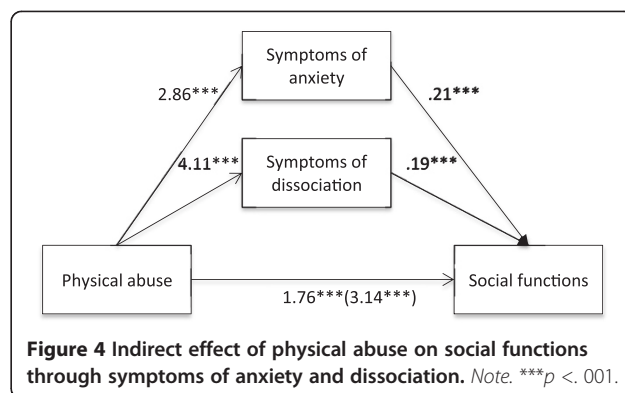 Symptoms of
anxiety
2.86***
.21***
4.11***
Symptoms of
dissociation
.19***
Physical abuse
Social functions
1.76***(3.14***)
Figure 4 Indirect effect of physical abuse on social functions
through symptoms of anxiety and dissociation. Note. ***p <. 001.